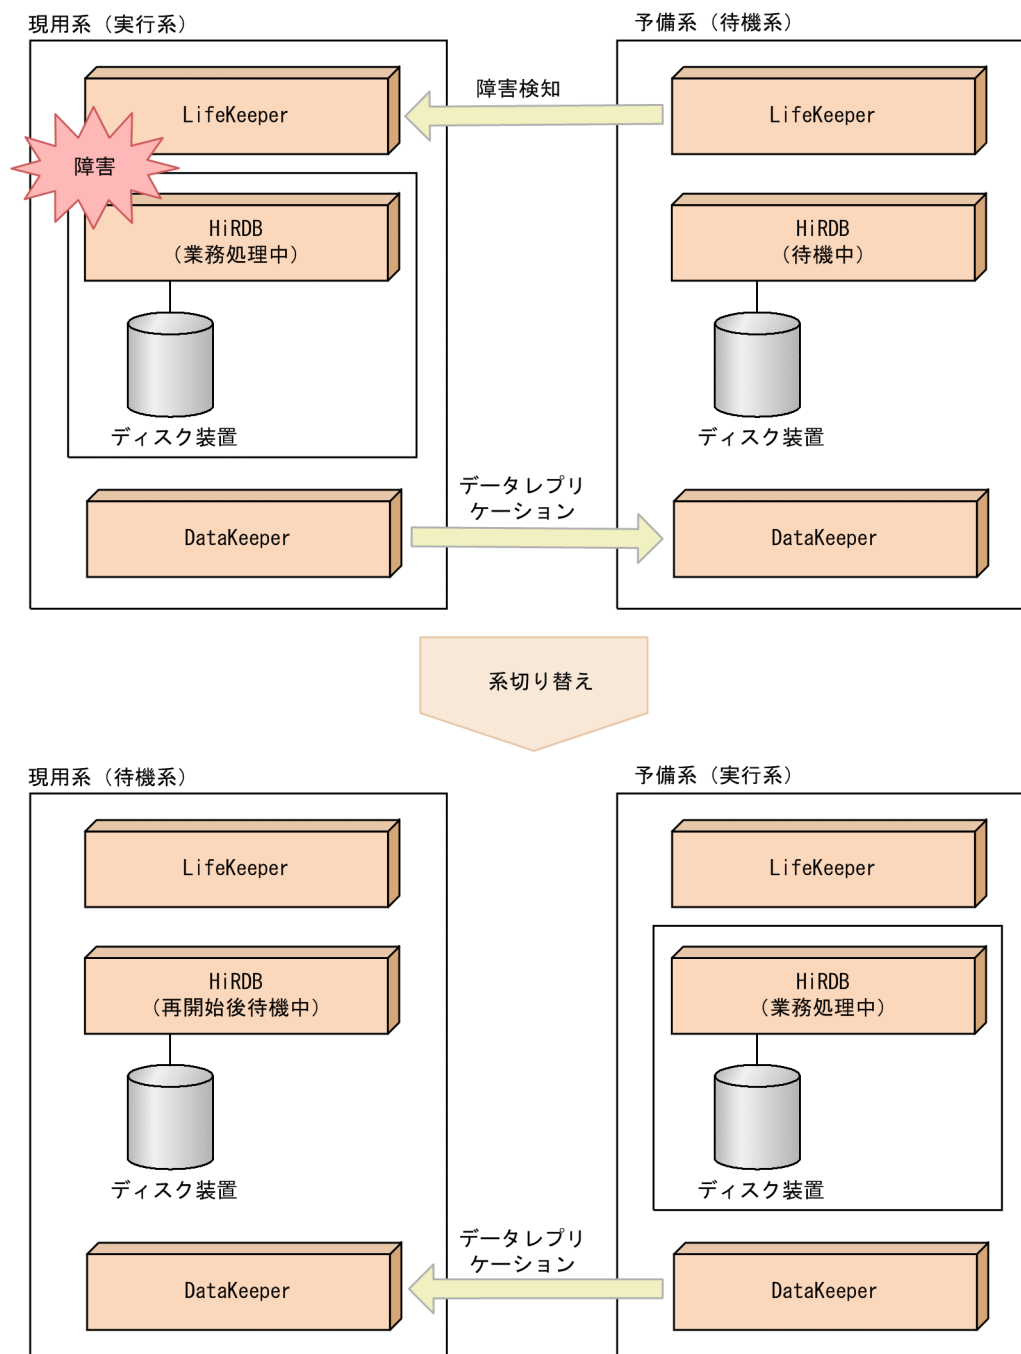 現用系（実行系）
予備系（待機系）
LifeKeeper
障害検知
LifeKeeper
障害
HiRDB
（業務処理中）
HiRDB
（待機中）
ディスク装置
ディスク装置
データレプリ
ケーション
DataKeeper
DataKeeper
系切り替え
現用系（待機系）
予備系（実行系）
LifeKeeper
LifeKeeper
HiRDB
（再開始後待機中）
HiRDB
（業務処理中）
ディスク装置
ディスク装置
データレプリ
ケーション
DataKeeper
DataKeeper